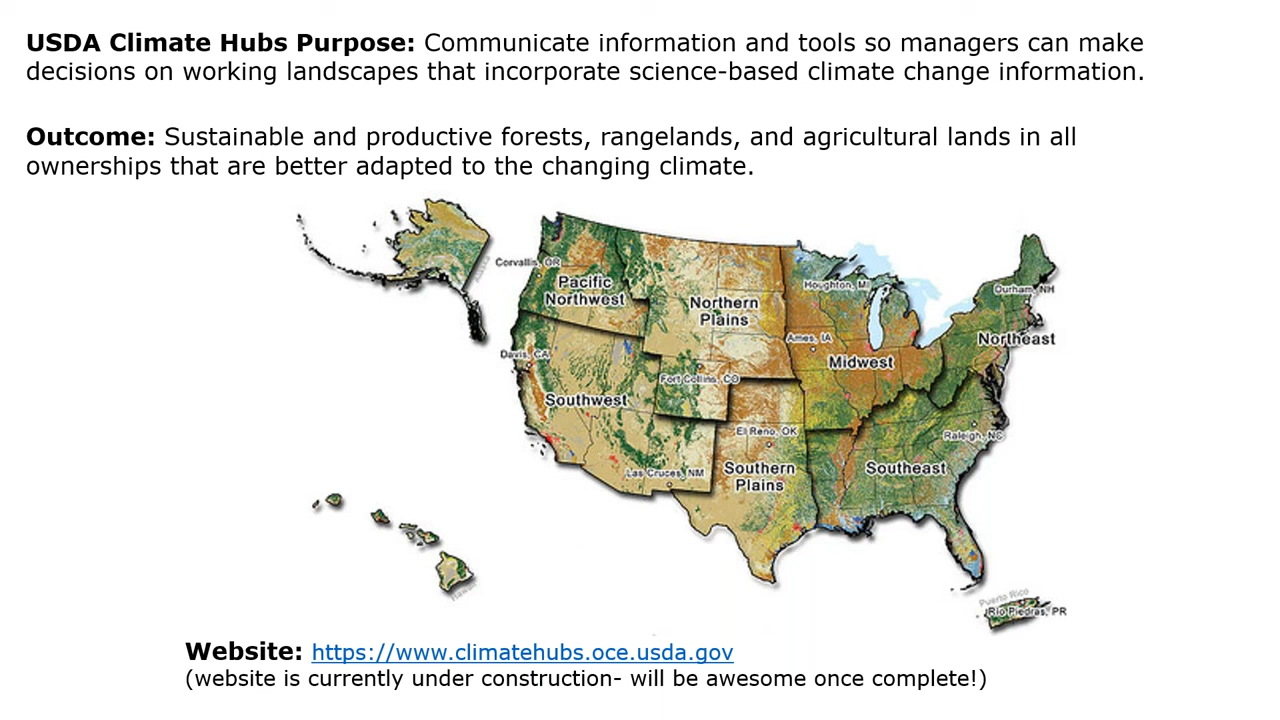 USDA Climate Hubs Purpose: Communicate information and tools so managers can make
decisions on working landscapes that incorporate science-based climate change information.
Outcome: Sustainable and productive forests, rangelands, and agricultural lands in all
ownerships that are better adapted to the changing climate.
Alaska
Corvallis, OR
Pacific
Northwest
Northern
Plains
Houghton, MI
Durham, NH
Northeast
Ames, IA
Midwest
Davis, CA
Fort Collins, CO
Southwest
El Reno, OK
Raleigh, NC
Las Cruces, NM
Southern
Plains
Southeast
Hawaii
Puerto Rico
Rio Piedras, PR
Website: https://www.climatehubs.oce.usda.gov
(website is currently under construction- will be awesome once complete!)